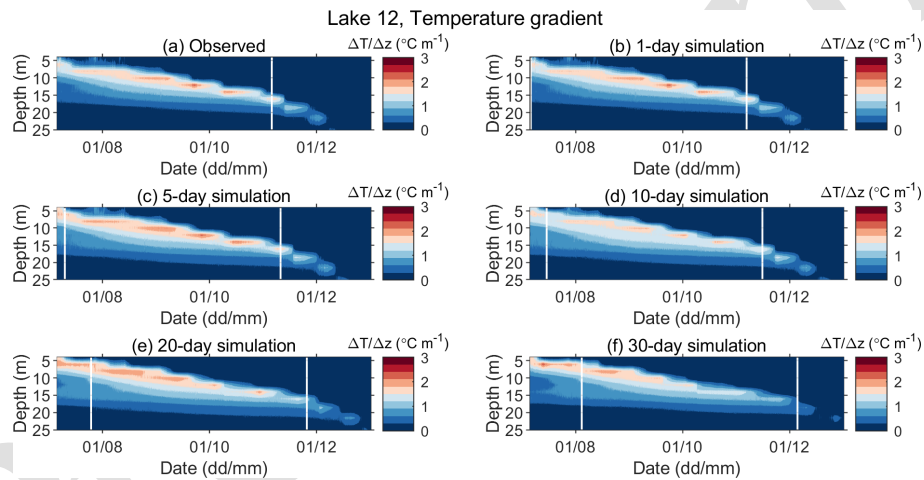 Lake 12, Temperature gradient
(a) Observed
ΔT/Δz (°C m⁻¹)
Depth (m)
5
10
15
20
25
01/08
01/10
01/12
Date (dd/mm)
3
2
1
0
(b) 1-day simulation
ΔT/Δz (°C m⁻¹)
Depth (m)
5
10
15
20
25
01/08
01/10
01/12
Date (dd/mm)
3
2
1
0
(c) 5-day simulation
ΔT/Δz (°C m⁻¹)
Depth (m)
5
10
15
20
25
01/08
01/10
01/12
Date (dd/mm)
3
2
1
0
(d) 10-day simulation
ΔT/Δz (°C m⁻¹)
Depth (m)
5
10
15
20
25
01/08
01/10
01/12
Date (dd/mm)
3
2
1
0
(e) 20-day simulation
ΔT/Δz (°C m⁻¹)
Depth (m)
5
10
15
20
25
01/08
01/10
01/12
Date (dd/mm)
3
2
1
0
(f) 30-day simulation
ΔT/Δz (°C m⁻¹)
Depth (m)
5
10
15
20
25
01/08
01/10
01/12
Date (dd/mm)
3
2
1
0